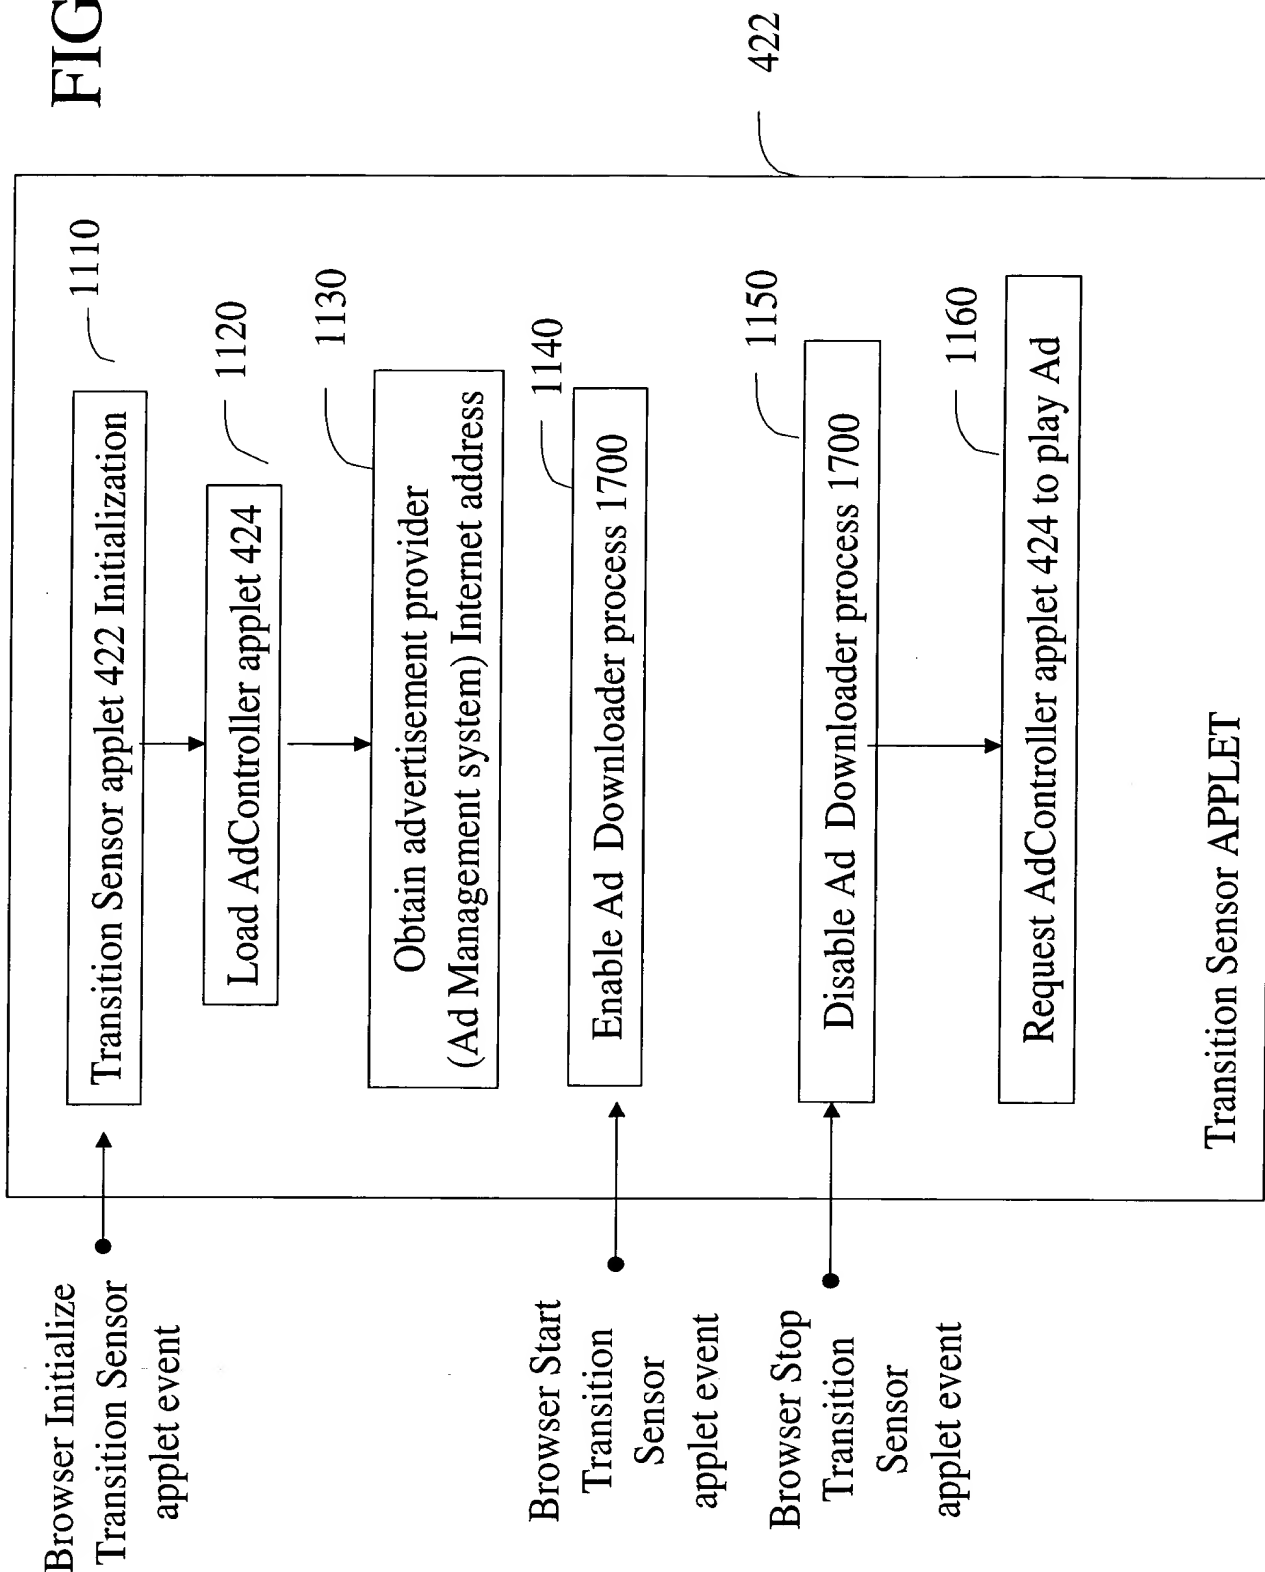 FIG
Browser Initialize
Transition Sensor
applet event
Transition Sensor applet 422 Initialization
1110
Load AdController applet 424
1120
Obtain advertisement provider
(Ad Management system) Internet address
1130
Browser Start
Transition
Sensor
applet event
Enable Ad Downloader process 1700
1140
Browser Stop
Transition
Sensor
applet event
Disable Ad Downloader process 1700
1150
Request AdController applet 424 to play Ad
1160
Transition Sensor APPLET
422